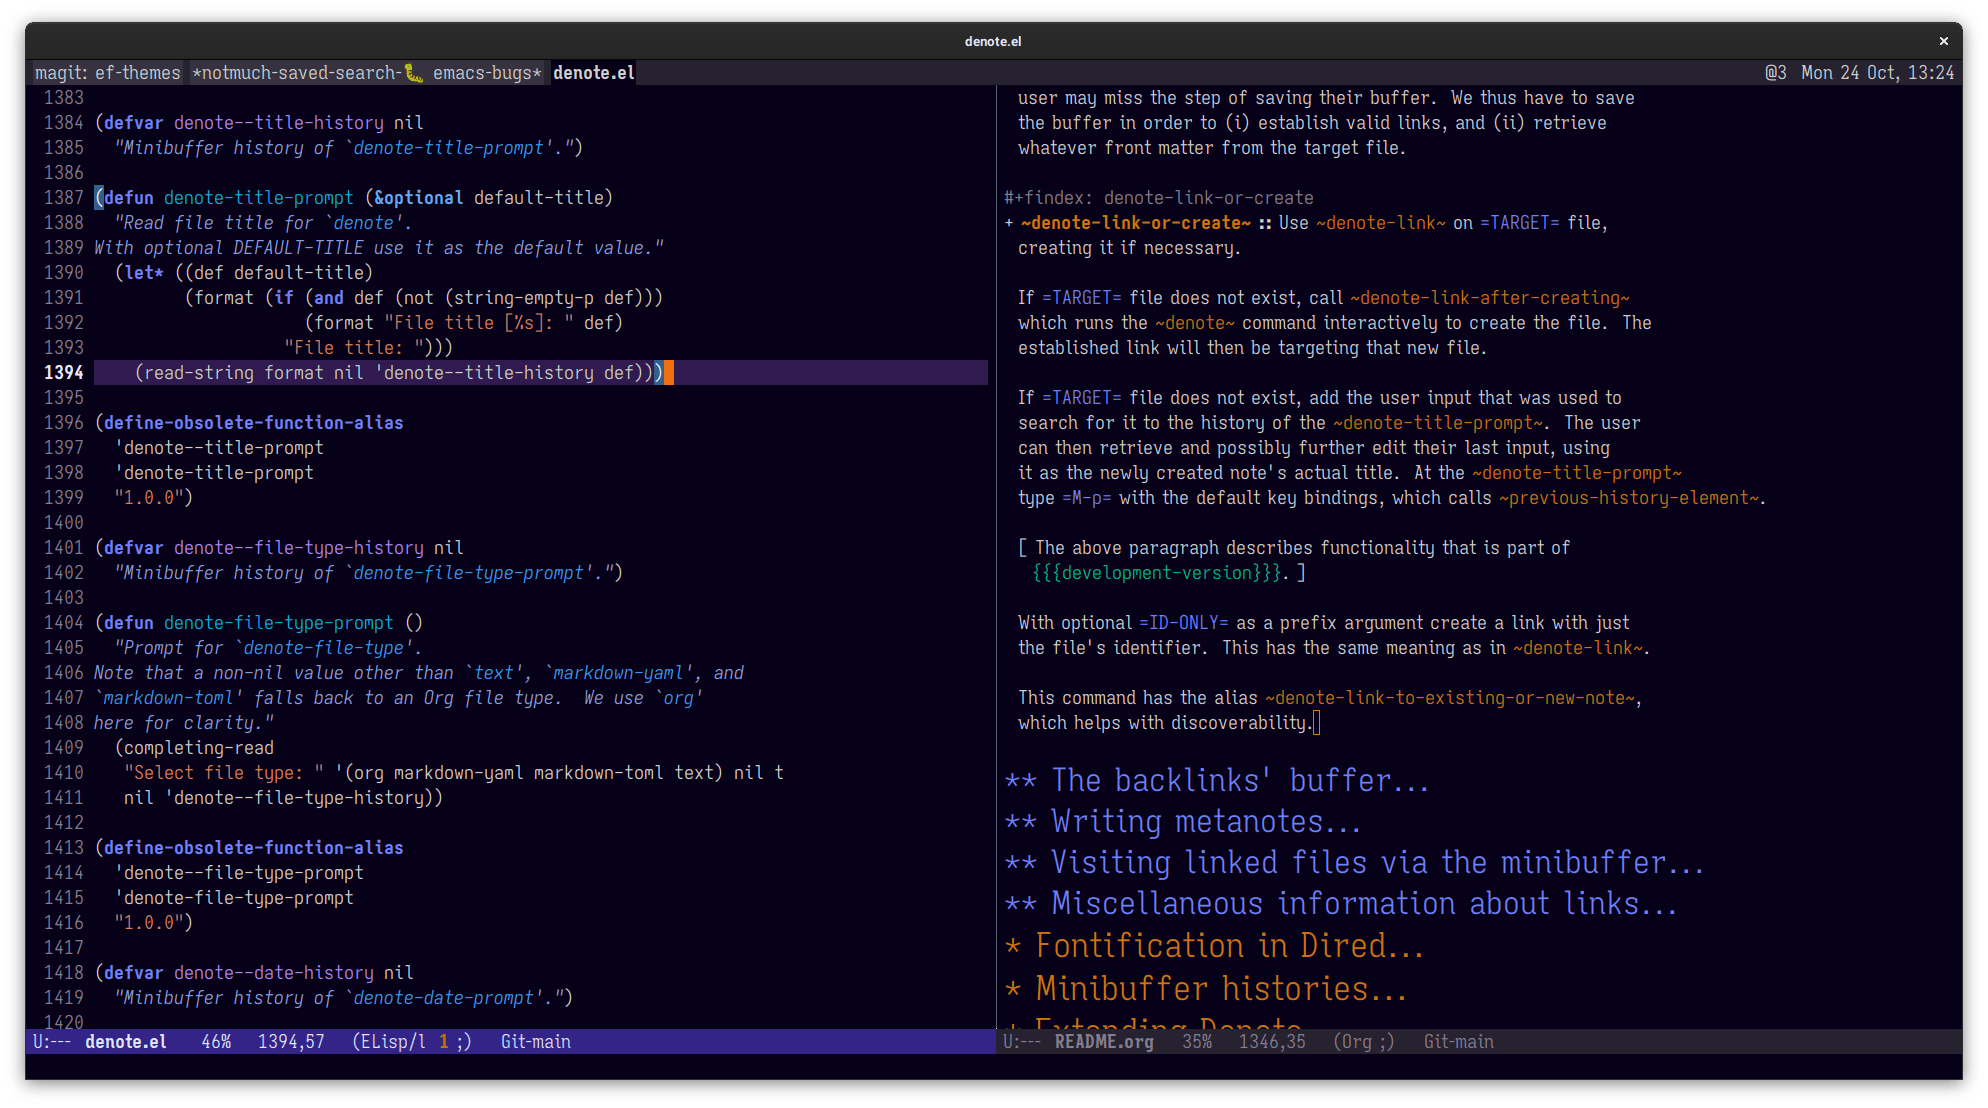 denote.el
magit: ef-themes *notmuch-saved-search-🐛 emacs-bugs* denote.el @3 Mon 24 Oct, 13:24
1383
1384 (defvar denote--title-history nil
1385   "Minibuffer history of `denote-title-prompt'.")
1386
1387 (defun denote-title-prompt (&optional default-title)
1388   "Read file title for `denote'.
1389 With optional DEFAULT-TITLE use it as the default value."
1390   (let* ((def default-title)
1391          (format (if (and def (not (string-empty-p def)))
1392                      (format "File title [%s]: " def)
1393                    "File title: ")))
1394     (read-string format nil 'denote--title-history def)))
1395
1396 (define-obsolete-function-alias
1397   'denote--title-prompt
1398   'denote-title-prompt
1399   "1.0.0")
1400
1401 (defvar denote--file-type-history nil
1402   "Minibuffer history of `denote-file-type-prompt'.")
1403
1404 (defun denote-file-type-prompt ()
1405   "Prompt for `denote-file-type'.
1406 Note that a non-nil value other than `text', `markdown-yaml', and
1407 `markdown-toml' falls back to an Org file type.  We use `org'
1408 here for clarity."
1409   (completing-read
1410    "Select file type: " '(org markdown-yaml markdown-toml text) nil t
1411    nil 'denote--file-type-history))
1412
1413 (define-obsolete-function-alias
1414   'denote--file-type-prompt
1415   'denote-file-type-prompt
1416   "1.0.0")
1417
1418 (defvar denote--date-history nil
1419   "Minibuffer history of `denote-date-prompt'.")
1420
U:--- denote.el 46% 1394,57 (ELisp/l 1 ;) Git-main
user may miss the step of saving their buffer.  We thus have to save
the buffer in order to (i) establish valid links, and (ii) retrieve
whatever front matter from the target file.
#+findex: denote-link-or-create
+ ~denote-link-or-create~ :: Use ~denote-link~ on =TARGET= file,
creating it if necessary.
If =TARGET= file does not exist, call ~denote-link-after-creating~
which runs the ~denote~ command interactively to create the file.  The
established link will then be targeting that new file.
If =TARGET= file does not exist, add the user input that was used to
search for it to the history of the ~denote-title-prompt~.  The user
can then retrieve and possibly further edit their last input, using
it as the newly created note's actual title.  At the ~denote-title-prompt~
type =M-p= with the default key bindings, which calls ~previous-history-element~.
[ The above paragraph describes functionality that is part of
{{{development-version}}}. ]
With optional =ID-ONLY= as a prefix argument create a link with just
the file's identifier.  This has the same meaning as in ~denote-link~.
This command has the alias ~denote-link-to-existing-or-new-note~,
which helps with discoverability.
** The backlinks' buffer...
** Writing metanotes...
** Visiting linked files via the minibuffer...
** Miscellaneous information about links...
* Fontification in Dired...
* Minibuffer histories...
* Extending Denote...
U:--- README.org 35% 1346,35 (Org ;) Git-main